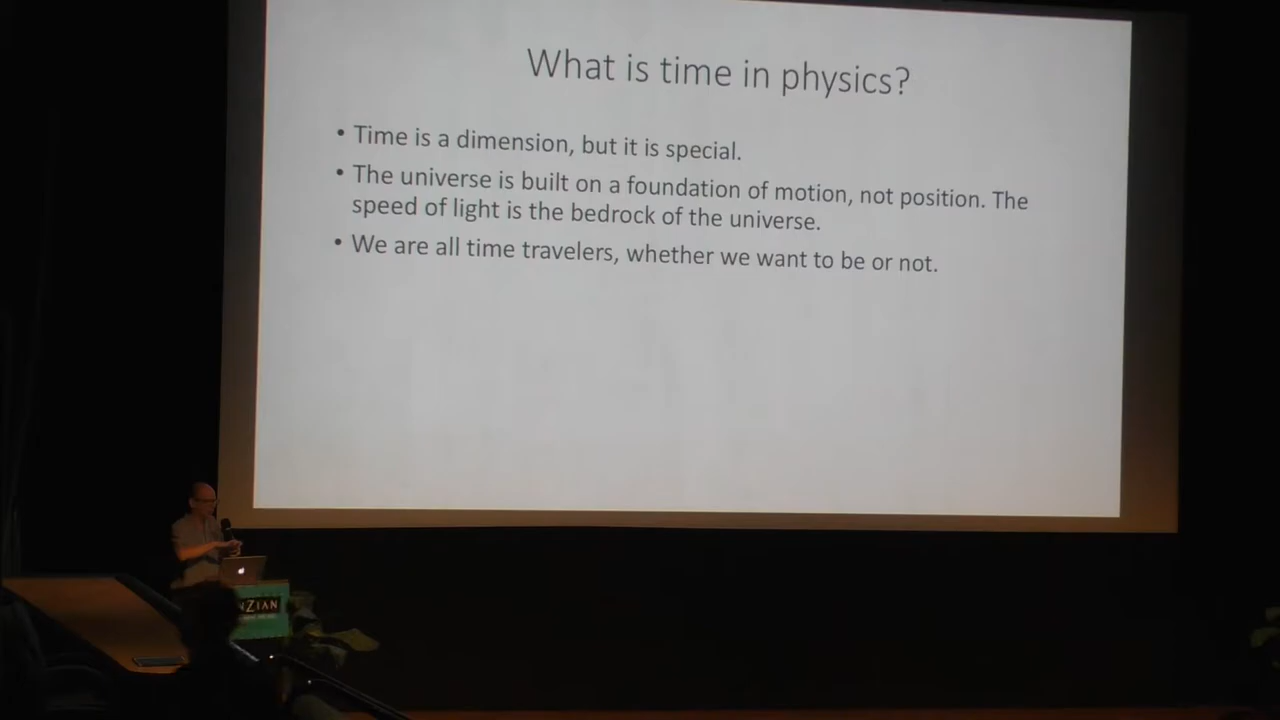 What is time in physics?
• Time is a dimension, but it is special.
• The universe is built on a foundation of motion, not position. The
speed of light is the bedrock of the universe.
• We are all time travelers, whether we want to be or not.
NZIAN